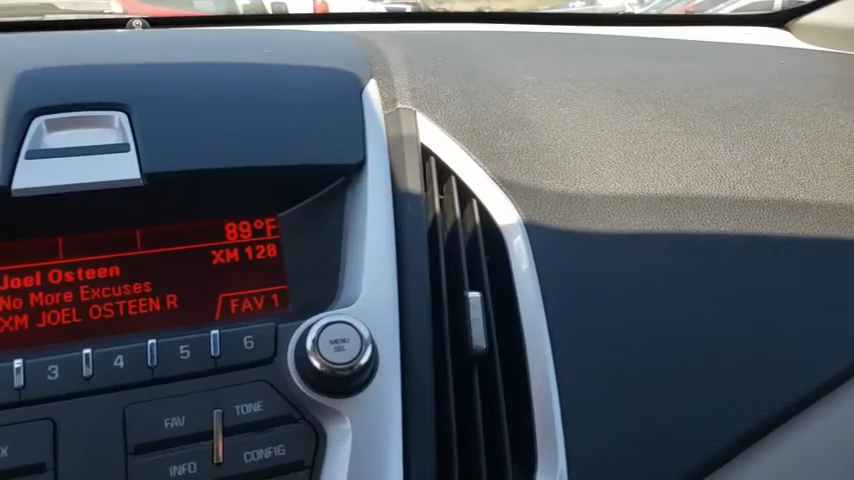 89°F
XM 128
Joel Osteen
No More Excuses
XM JOEL OSTEEN R
FAV 1
3 4 5 6
MENU
SEL
FAV TONE
INFO CONFIG